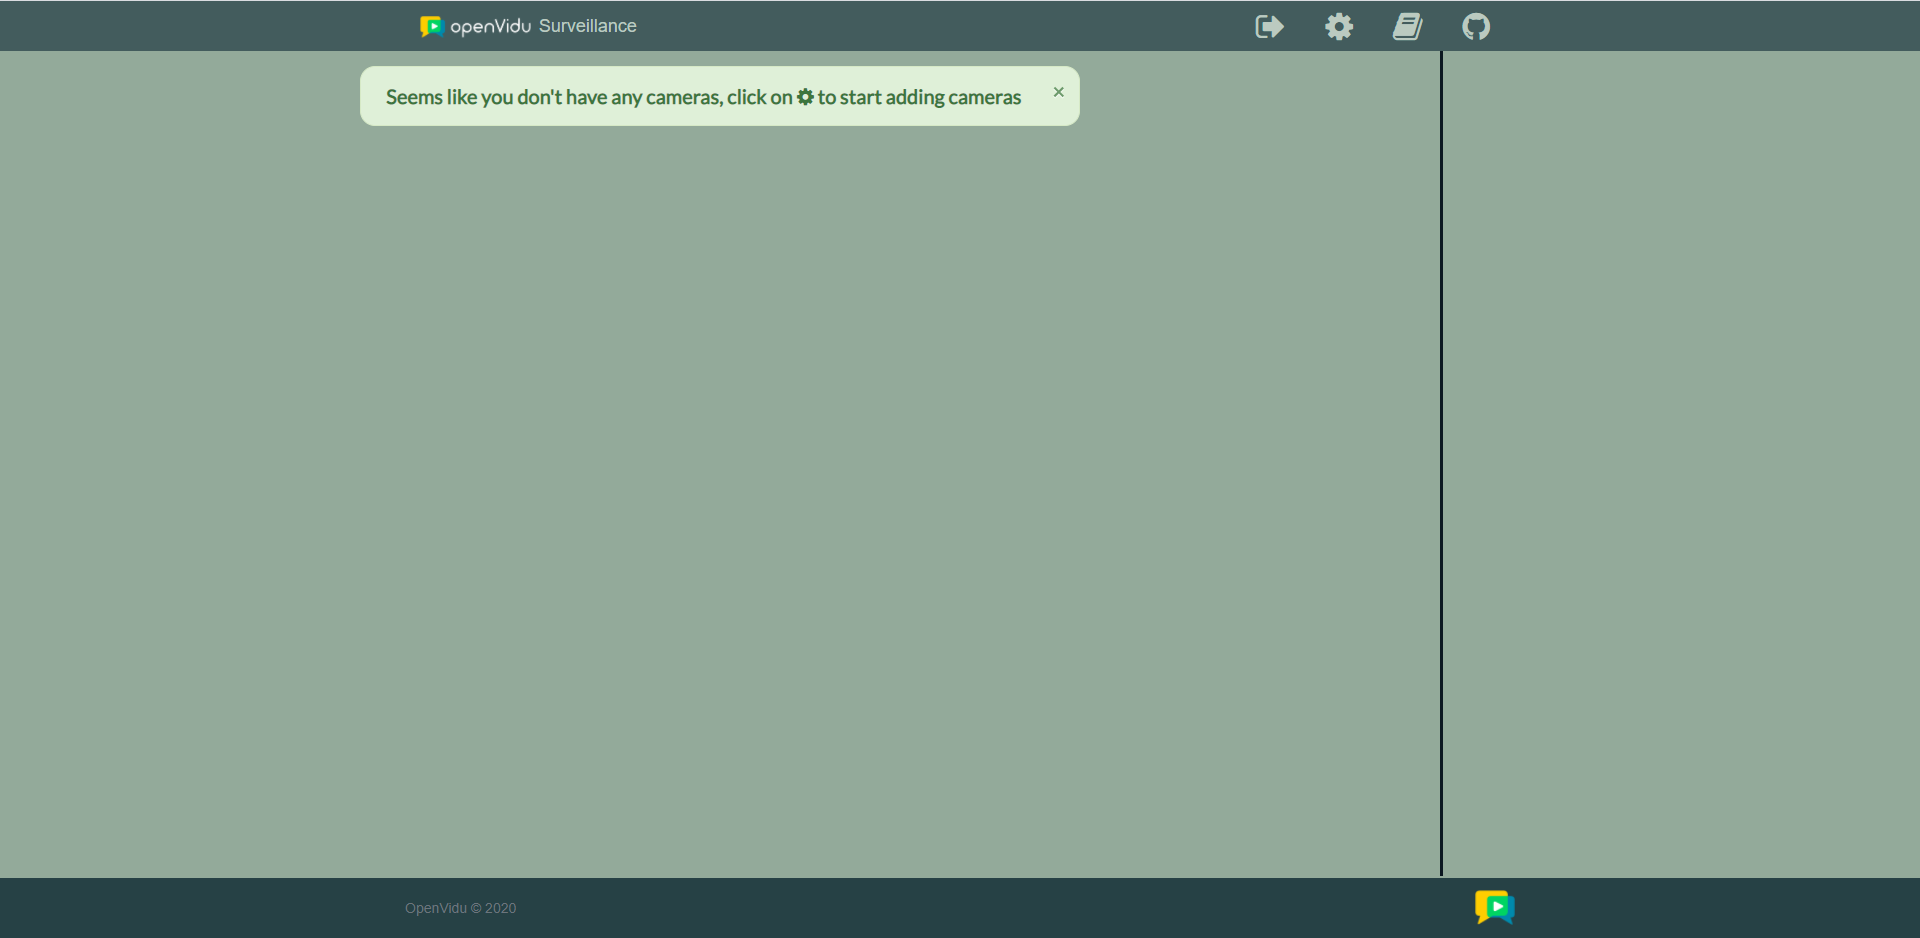 openVidu Surveillance
Seems like you don't have any cameras, click on to start adding cameras
×
OpenVidu © 2020